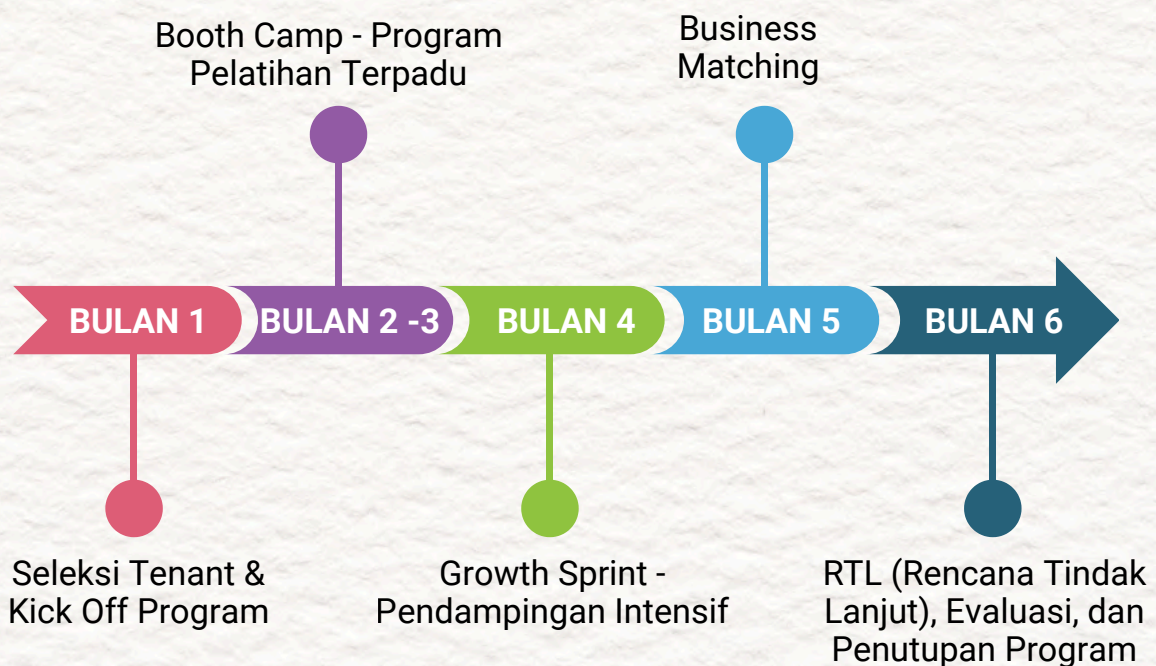 Booth Camp - Program
Pelatihan Terpadu
Business
Matching
BULAN 1
BULAN 2 -3
BULAN 4
BULAN 5
BULAN 6
Seleksi Tenant &
Kick Off Program
Growth Sprint -
Pendampingan Intensif
RTL (Rencana Tindak
Lanjut), Evaluasi, dan
Penutupan Program